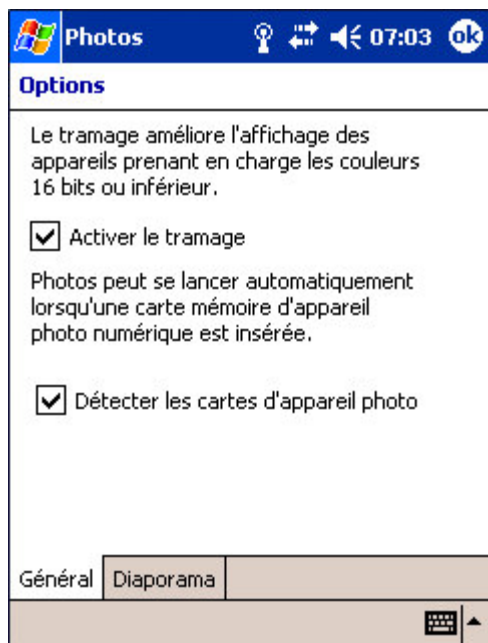 Photos 07:03 ok
Options
Le tramage améliore l'affichage des
appareils prenant en charge les couleurs
16 bits ou inférieur.
Activer le tramage
Photos peut se lancer automatiquement
lorsqu'une carte mémoire d'appareil
photo numérique est insérée.
Détecter les cartes d'appareil photo
Général Diaporama